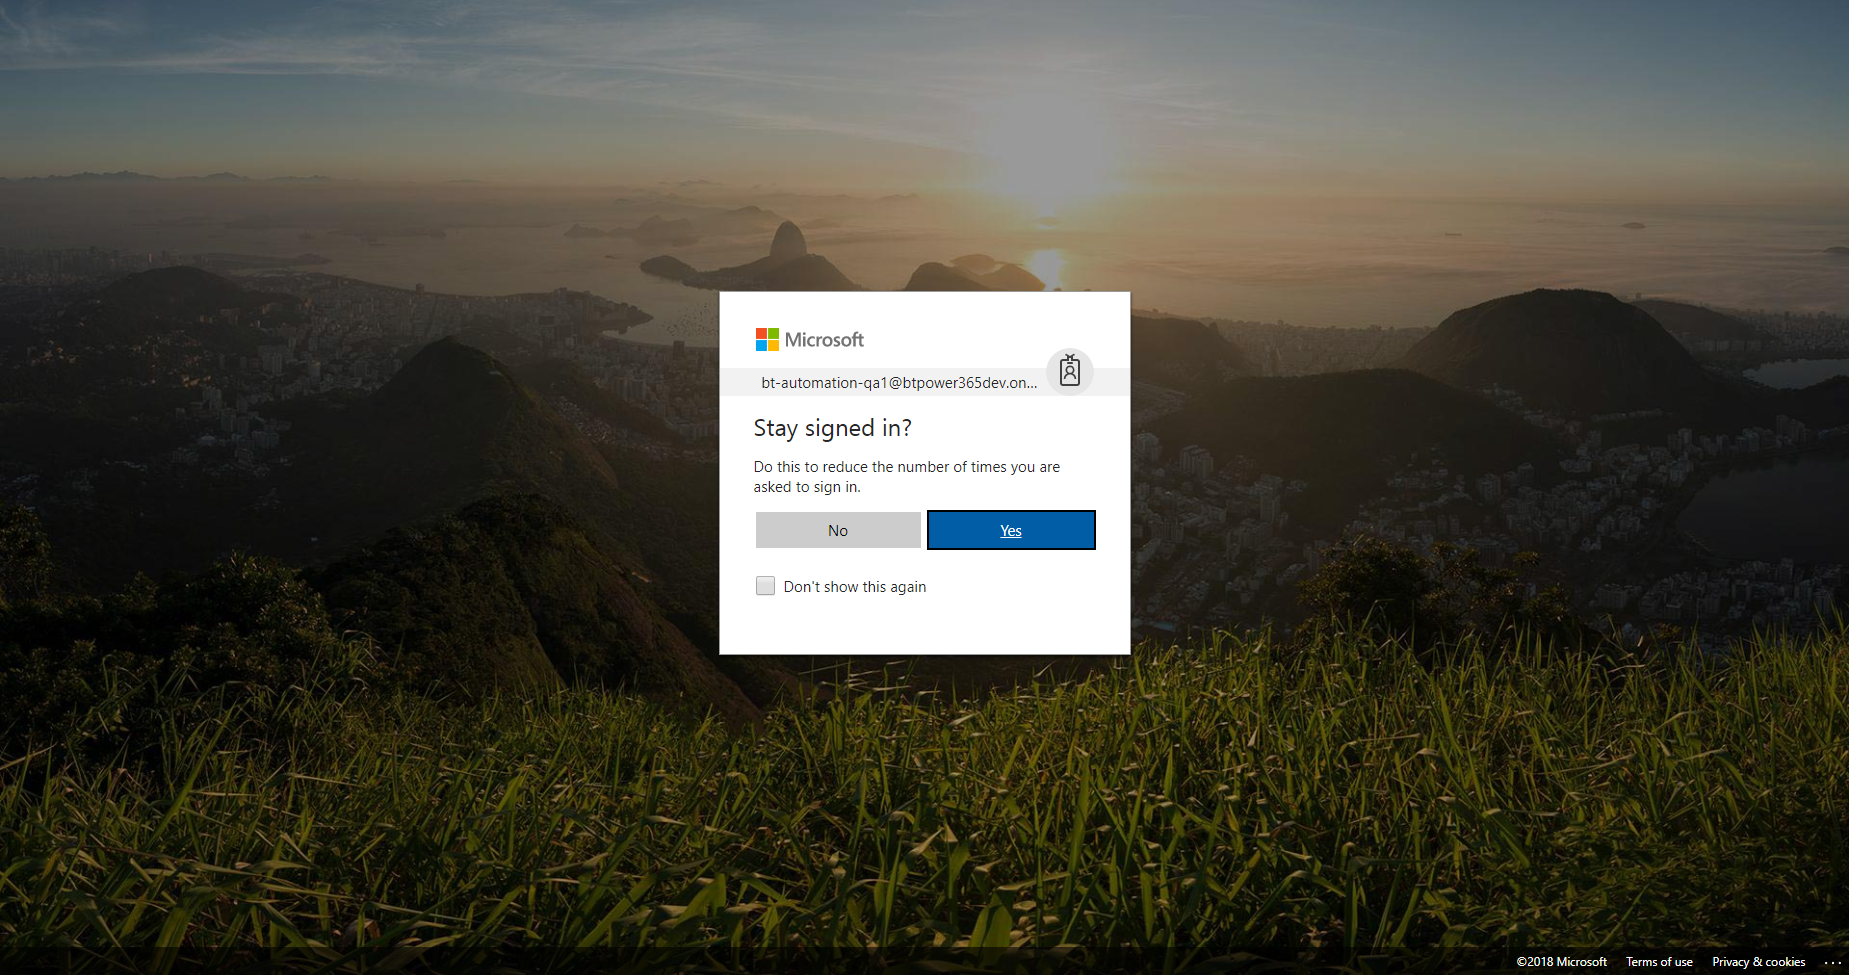 Microsoft
bt-automation-qa1@btpower365dev.on...
Stay signed in?
Do this to reduce the number of times you are
asked to sign in.
No
Yes
Don't show this again
©2018 Microsoft
Terms of use
Privacy & cookies
...